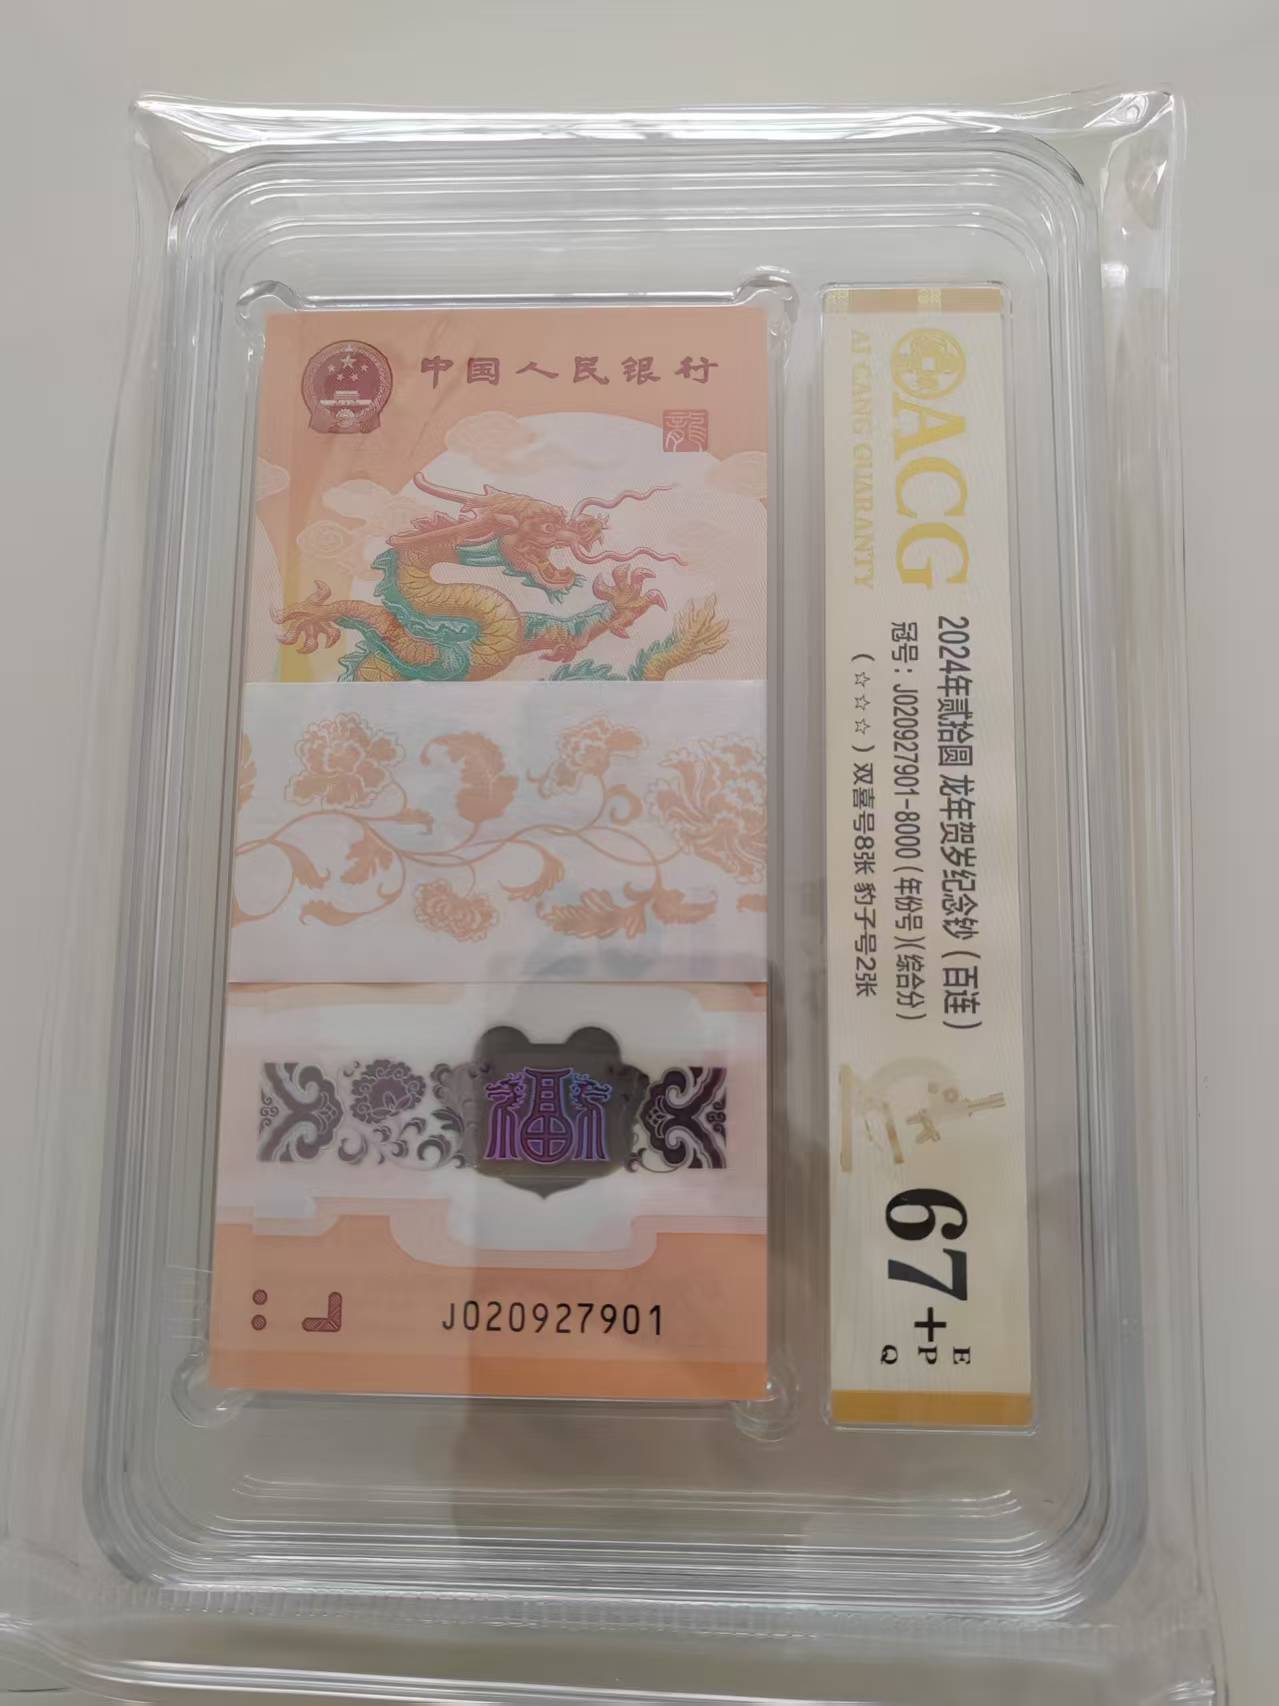 中国人民银行
龍
福
J020927901
ACG
AI CANG GUARANTY
2024年贰拾圆 龙年贺岁纪念钞(百连)
冠号: J020927901-8000(年份号)(综合分)
(☆☆☆)双喜号8张 豹子号2张
67+
E
P
Q